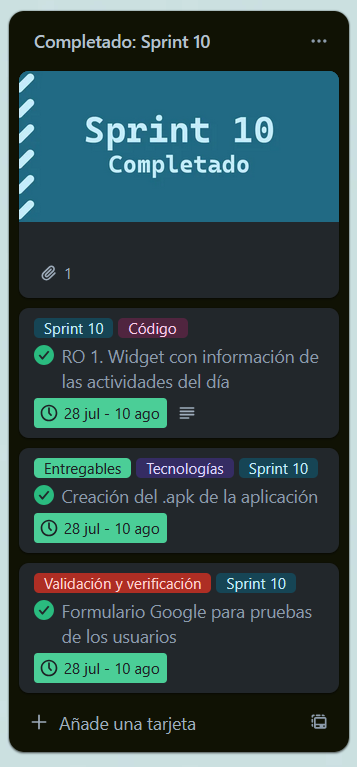 Completado: Sprint 10
Sprint 10
Completado
1
Sprint 10 Código
RO 1. Widget con información de
las actividades del día
28 jul - 10 ago
Entregables Tecnologías Sprint 10
Creación del .apk de la aplicación
28 jul - 10 ago
Validación y verificación Sprint 10
Formulario Google para pruebas
de los usuarios
28 jul - 10 ago
Añade una tarjeta